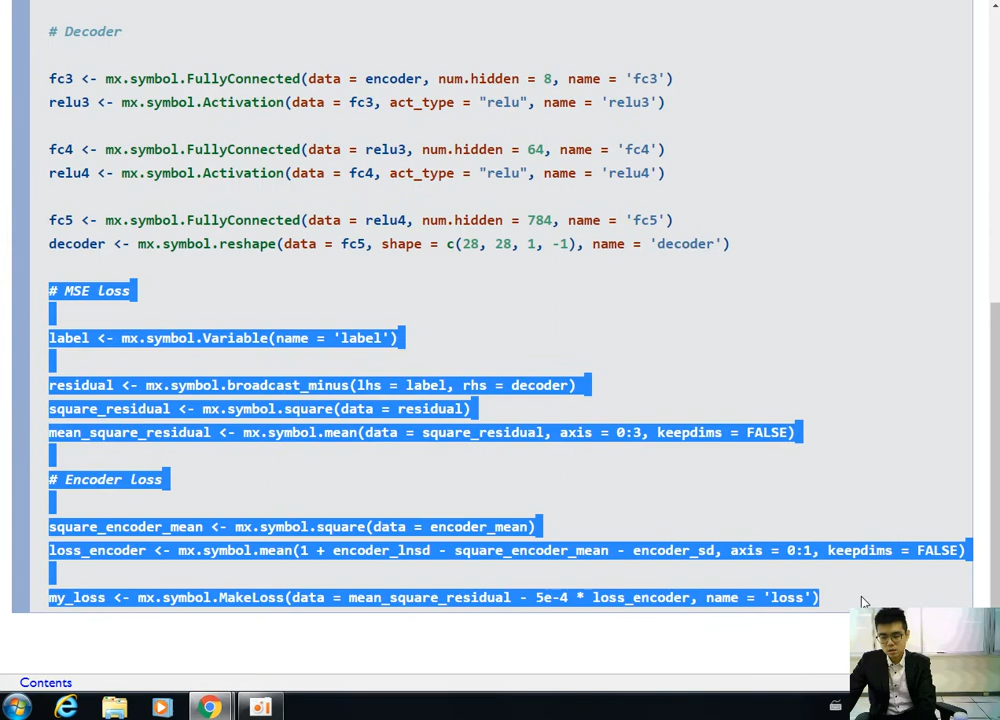 # Decoder
fc3 <- mx.symbol.FullyConnected(data = encoder, num.hidden = 8, name = 'fc3')
relu3 <- mx.symbol.Activation(data = fc3, act_type = "relu", name = 'relu3')
fc4 <- mx.symbol.FullyConnected(data = relu3, num.hidden = 64, name = 'fc4')
relu4 <- mx.symbol.Activation(data = fc4, act_type = "relu", name = 'relu4')
fc5 <- mx.symbol.FullyConnected(data = relu4, num.hidden = 784, name = 'fc5')
decoder <- mx.symbol.reshape(data = fc5, shape = c(28, 28, 1, -1), name = 'decoder')
# MSE loss
label <- mx.symbol.Variable(name = 'label')
residual <- mx.symbol.broadcast_minus(lhs = label, rhs = decoder)
square_residual <- mx.symbol.square(data = residual)
mean_square_residual <- mx.symbol.mean(data = square_residual, axis = 0:3, keepdims = FALSE)
# Encoder loss
square_encoder_mean <- mx.symbol.square(data = encoder_mean)
loss_encoder <- mx.symbol.mean(1 + encoder_lnsd - square_encoder_mean - encoder_sd, axis = 0:1, keepdims = FALSE)
my_loss <- mx.symbol.MakeLoss(data = mean_square_residual - 5e-4 * loss_encoder, name = 'loss')
Contents